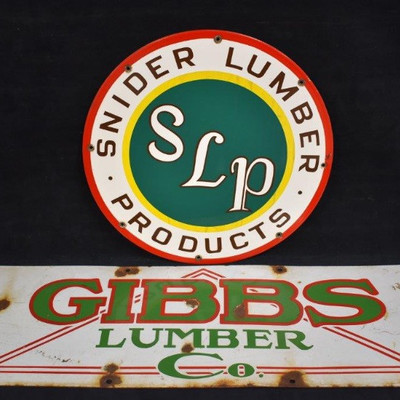 SNIDER LUMBER
SLP
· PRODUCTS ·
GIBBS
LUMBER
Co.